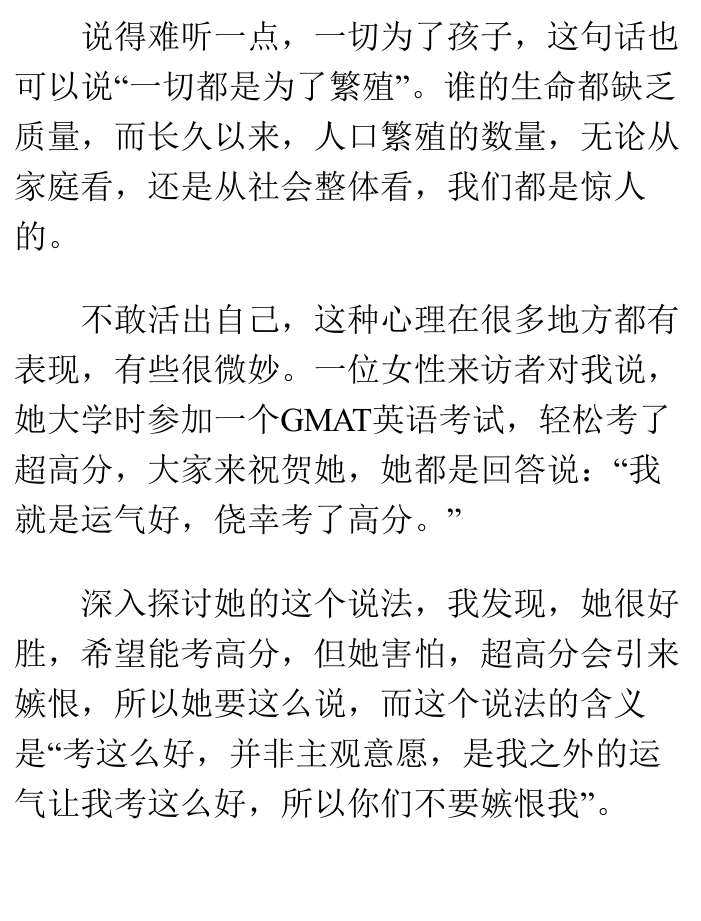 说得难听一点，一切为了孩子，这句话也
可以说“一切都是为了繁殖”。谁的生命都缺乏
质量，而长久以来，人口繁殖的数量，无论从
家庭看，还是从社会整体看，我们都是惊人
的。
不敢活出自己，这种心理在很多地方都有
表现，有些很微妙。一位女性来访者对我说，
她大学时参加一个GMAT英语考试，轻松考了
超高分，大家来祝贺她，她都是回答说：“我
就是运气好，侥幸考了高分。”
深入探讨她的这个说法，我发现，她很好
胜，希望能考高分，但她害怕，超高分会引来
嫉恨，所以她要这么说，而这个说法的含义
是“考这么好，并非主观意愿，是我之外的运
气让我考这么好，所以你们不要嫉恨我”。